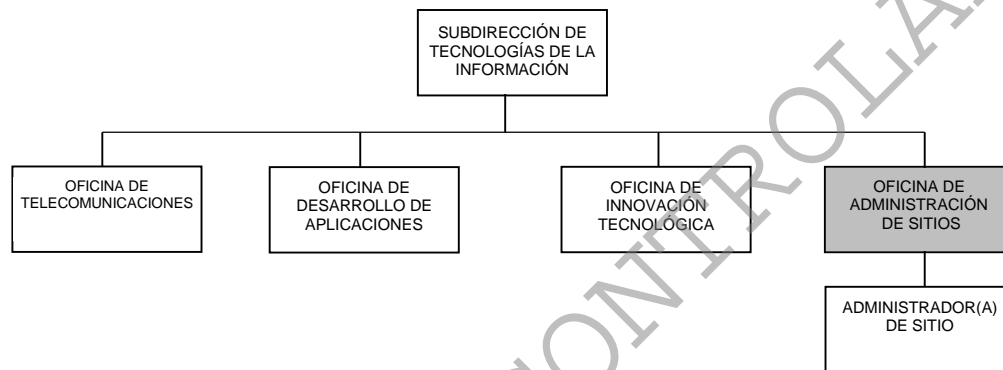 SUBDIRECCIÓN DE
TECNOLOGÍAS DE LA
INFORMACIÓN
OFICINA DE
TELECOMUNICACIONES
OFICINA DE
DESARROLLO DE
APLICACIONES
OFICINA DE
INNOVACIÓN
TECNOLÓGICA
OFICINA DE
ADMINISTRACIÓN
DE SITIOS
ADMINISTRADOR(A)
DE SITIO
CONTROLA